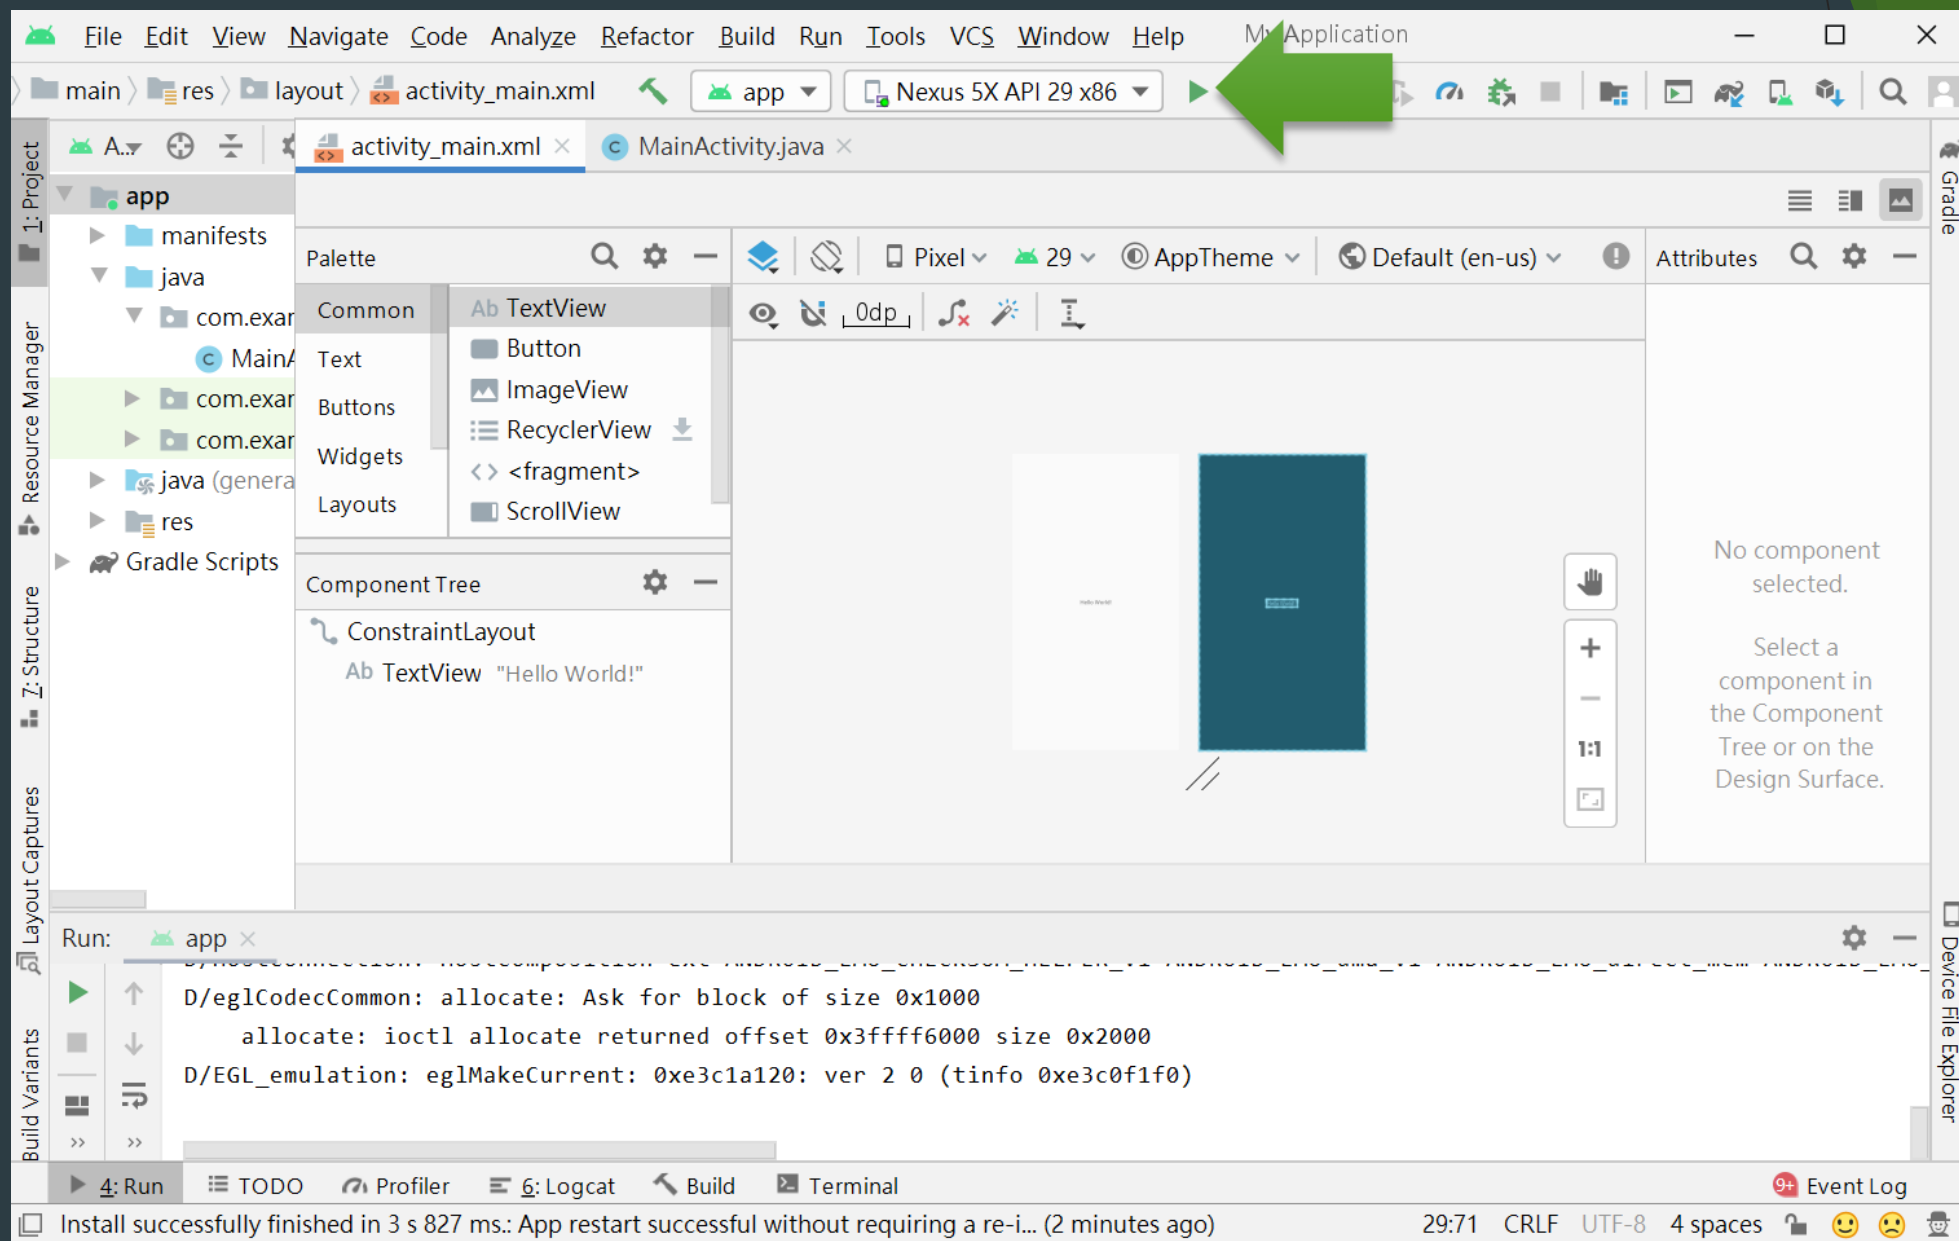 File Edit View Navigate Code Analyze Refactor Build Run Tools VCS Window Help My Application
main res layout activity_main.xml app Nexus 5X API 29 x86
A... activity_main.xml MainActivity.java
1: Project
Resource Manager
7: Structure
Layout Captures
Build Variants
app
manifests
java
com.exar
MainA
com.exar
com.exar
java (genera
res
Gradle Scripts
Palette
Common
Text
Buttons
Widgets
Layouts
Ab TextView
Button
ImageView
RecyclerView
<fragment>
ScrollView
Component Tree
ConstraintLayout
Ab TextView "Hello World!"
Pixel 29 AppTheme Default (en-us)
0dp
Hello World!
1:1
Attributes
No component
selected.
Select a
component in
the Component
Tree or on the
Design Surface.
Gradle
Device File Explorer
Run: app
D/eglCodecCommon: allocate: Ask for block of size 0x1000
allocate: ioctl allocate returned offset 0x3ffff6000 size 0x2000
D/EGL_emulation: eglMakeCurrent: 0xe3c1a120: ver 2 0 (tinfo 0xe3c0f1f0)
4: Run TODO Profiler 6: Logcat Build Terminal 9+ Event Log
Install successfully finished in 3 s 827 ms.: App restart successful without requiring a re-i... (2 minutes ago) 29:71 CRLF UTF-8 4 spaces